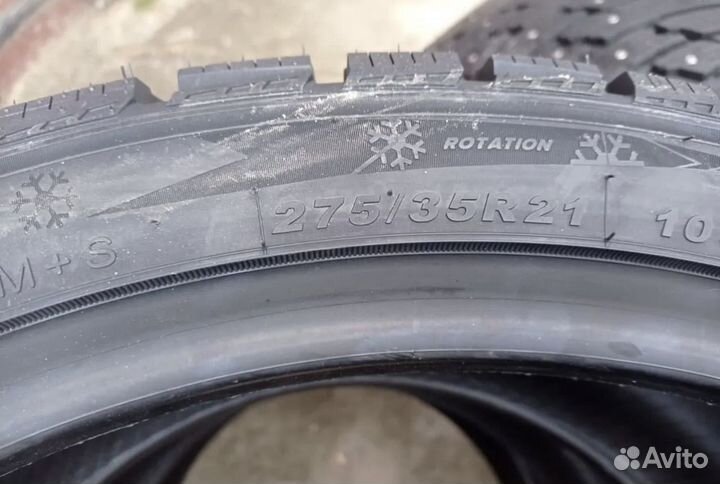 ROTATION
275/35R21 10
M+S
Avito